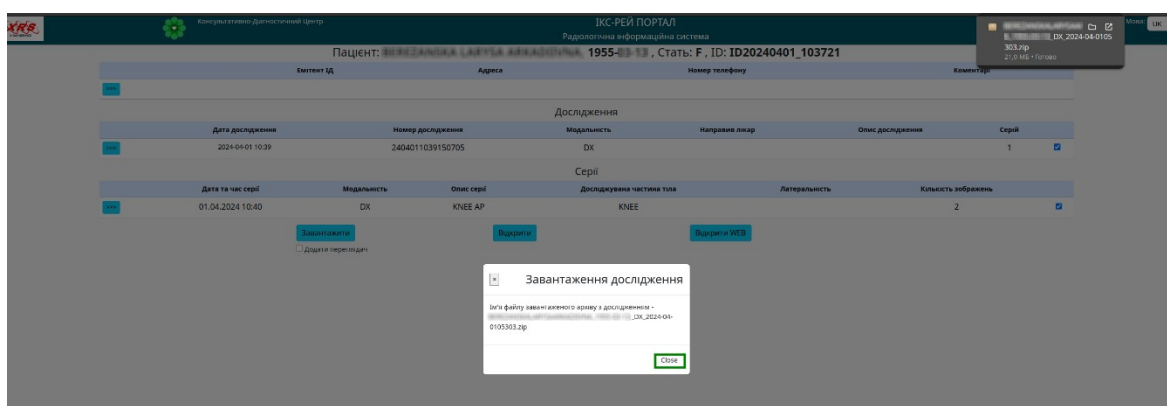 XRS
Консультативно-Діагностичний Центр
ІКС-РЕЙ ПОРТАЛ
Радіологічна інформаційна система
Мова: UK
_DX_2024-04-0105
303.zip
21,0 МБ • Готово
Пацієнт: 1955- , Стать: F , ID: ID20240401_103721
Емітент ІД Адреса Номер телефону Коментарі
Дослідження
Дата дослідження Номер дослідження Модальність Направив лікар Опис дослідження Серій
2024-04-01 10:39 2404011039150705 DX 1
Серії
Дата та час серії Модальність Опис серії Досліджувана частина тіла Латеральність Кількість зображень
01.04.2024 10:40 DX KNEE AP KNEE 2
Завантажити Відкрити Відкрити WEB
Додати переглядач
× Завантаження дослідження
Ім'я файлу завантаженого архіву з дослідженням -
_DX_2024-04-
0105303.zip
Close